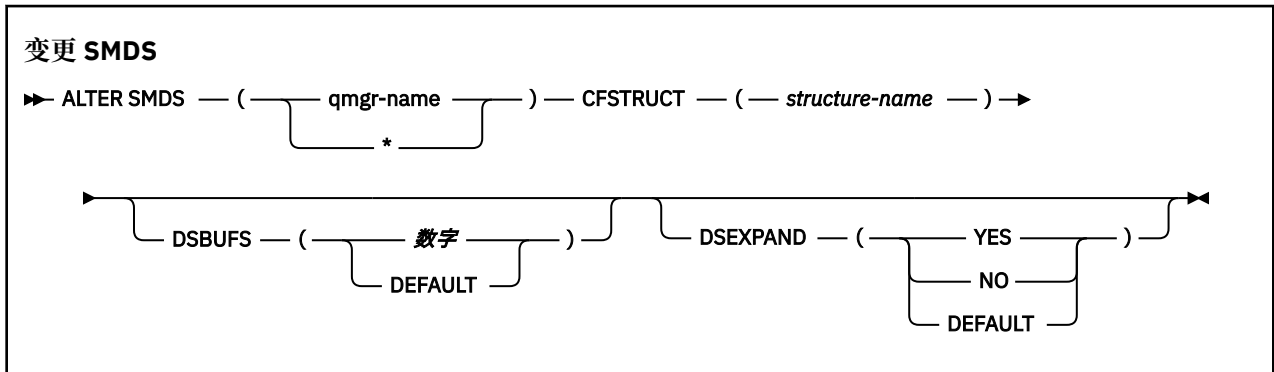 变更 SMDS
ALTER SMDS ( qmgr-name ) CFSTRUCT ( structure-name )
*
DSBUFS ( 数字 ) DSEXPAND ( YES )
DEFAULT NO
DEFAULT